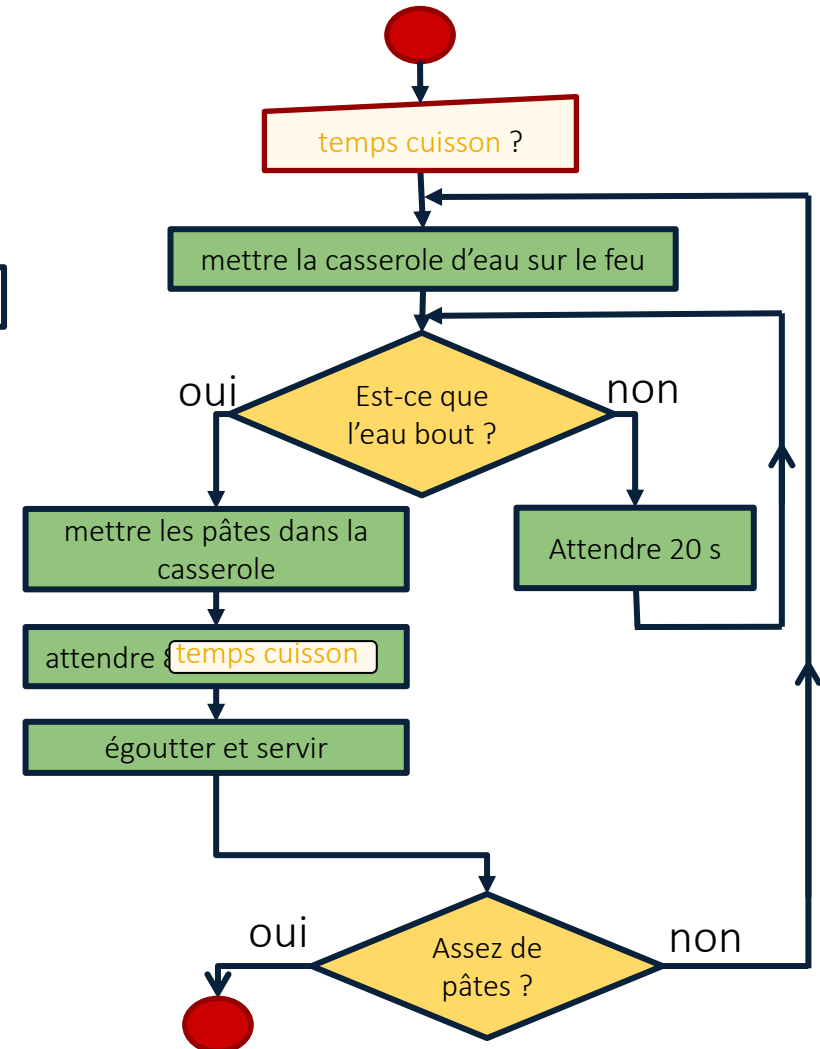 temps cuisson ?
mettre la casserole d’eau sur le feu
oui
non
Est-ce que
l’eau bout ?
mettre les pâtes dans la
casserole
Attendre 20 s
attendre temps cuisson
égoutter et servir
oui
non
Assez de
pâtes ?